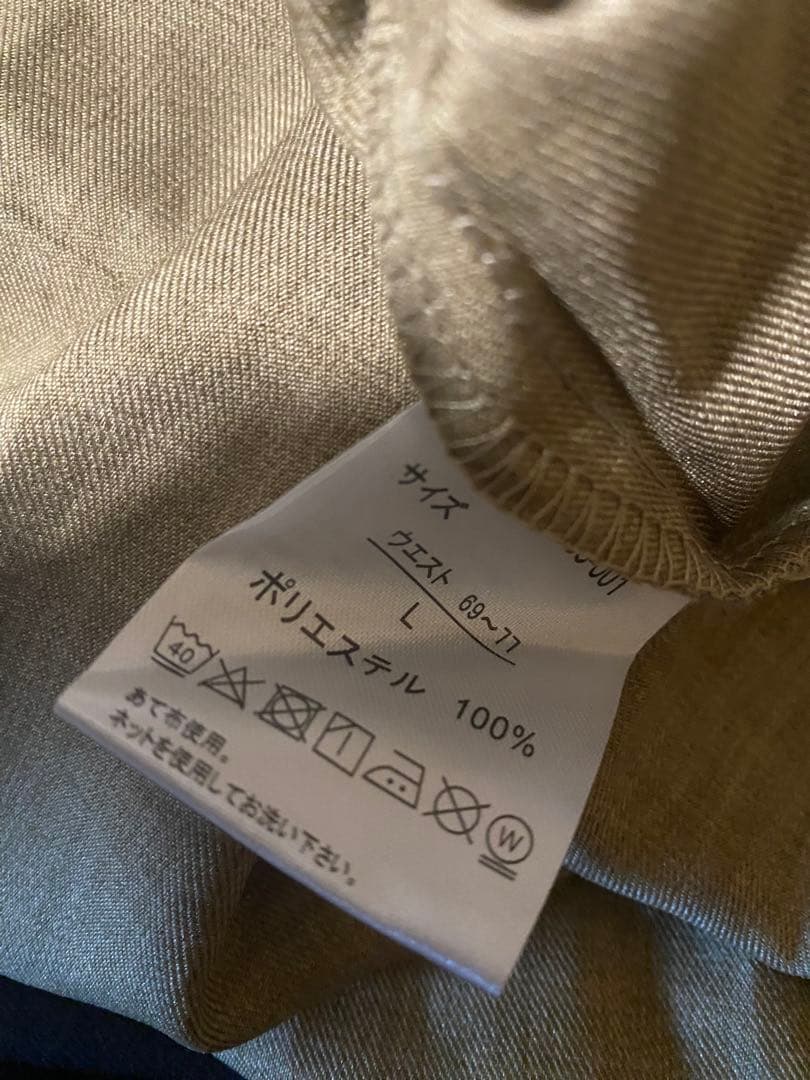 サイズ
ウエスト 69〜77
L
ポリエステル 100%
40
W
あて布使用。
ネットを使用してお洗い下さい。